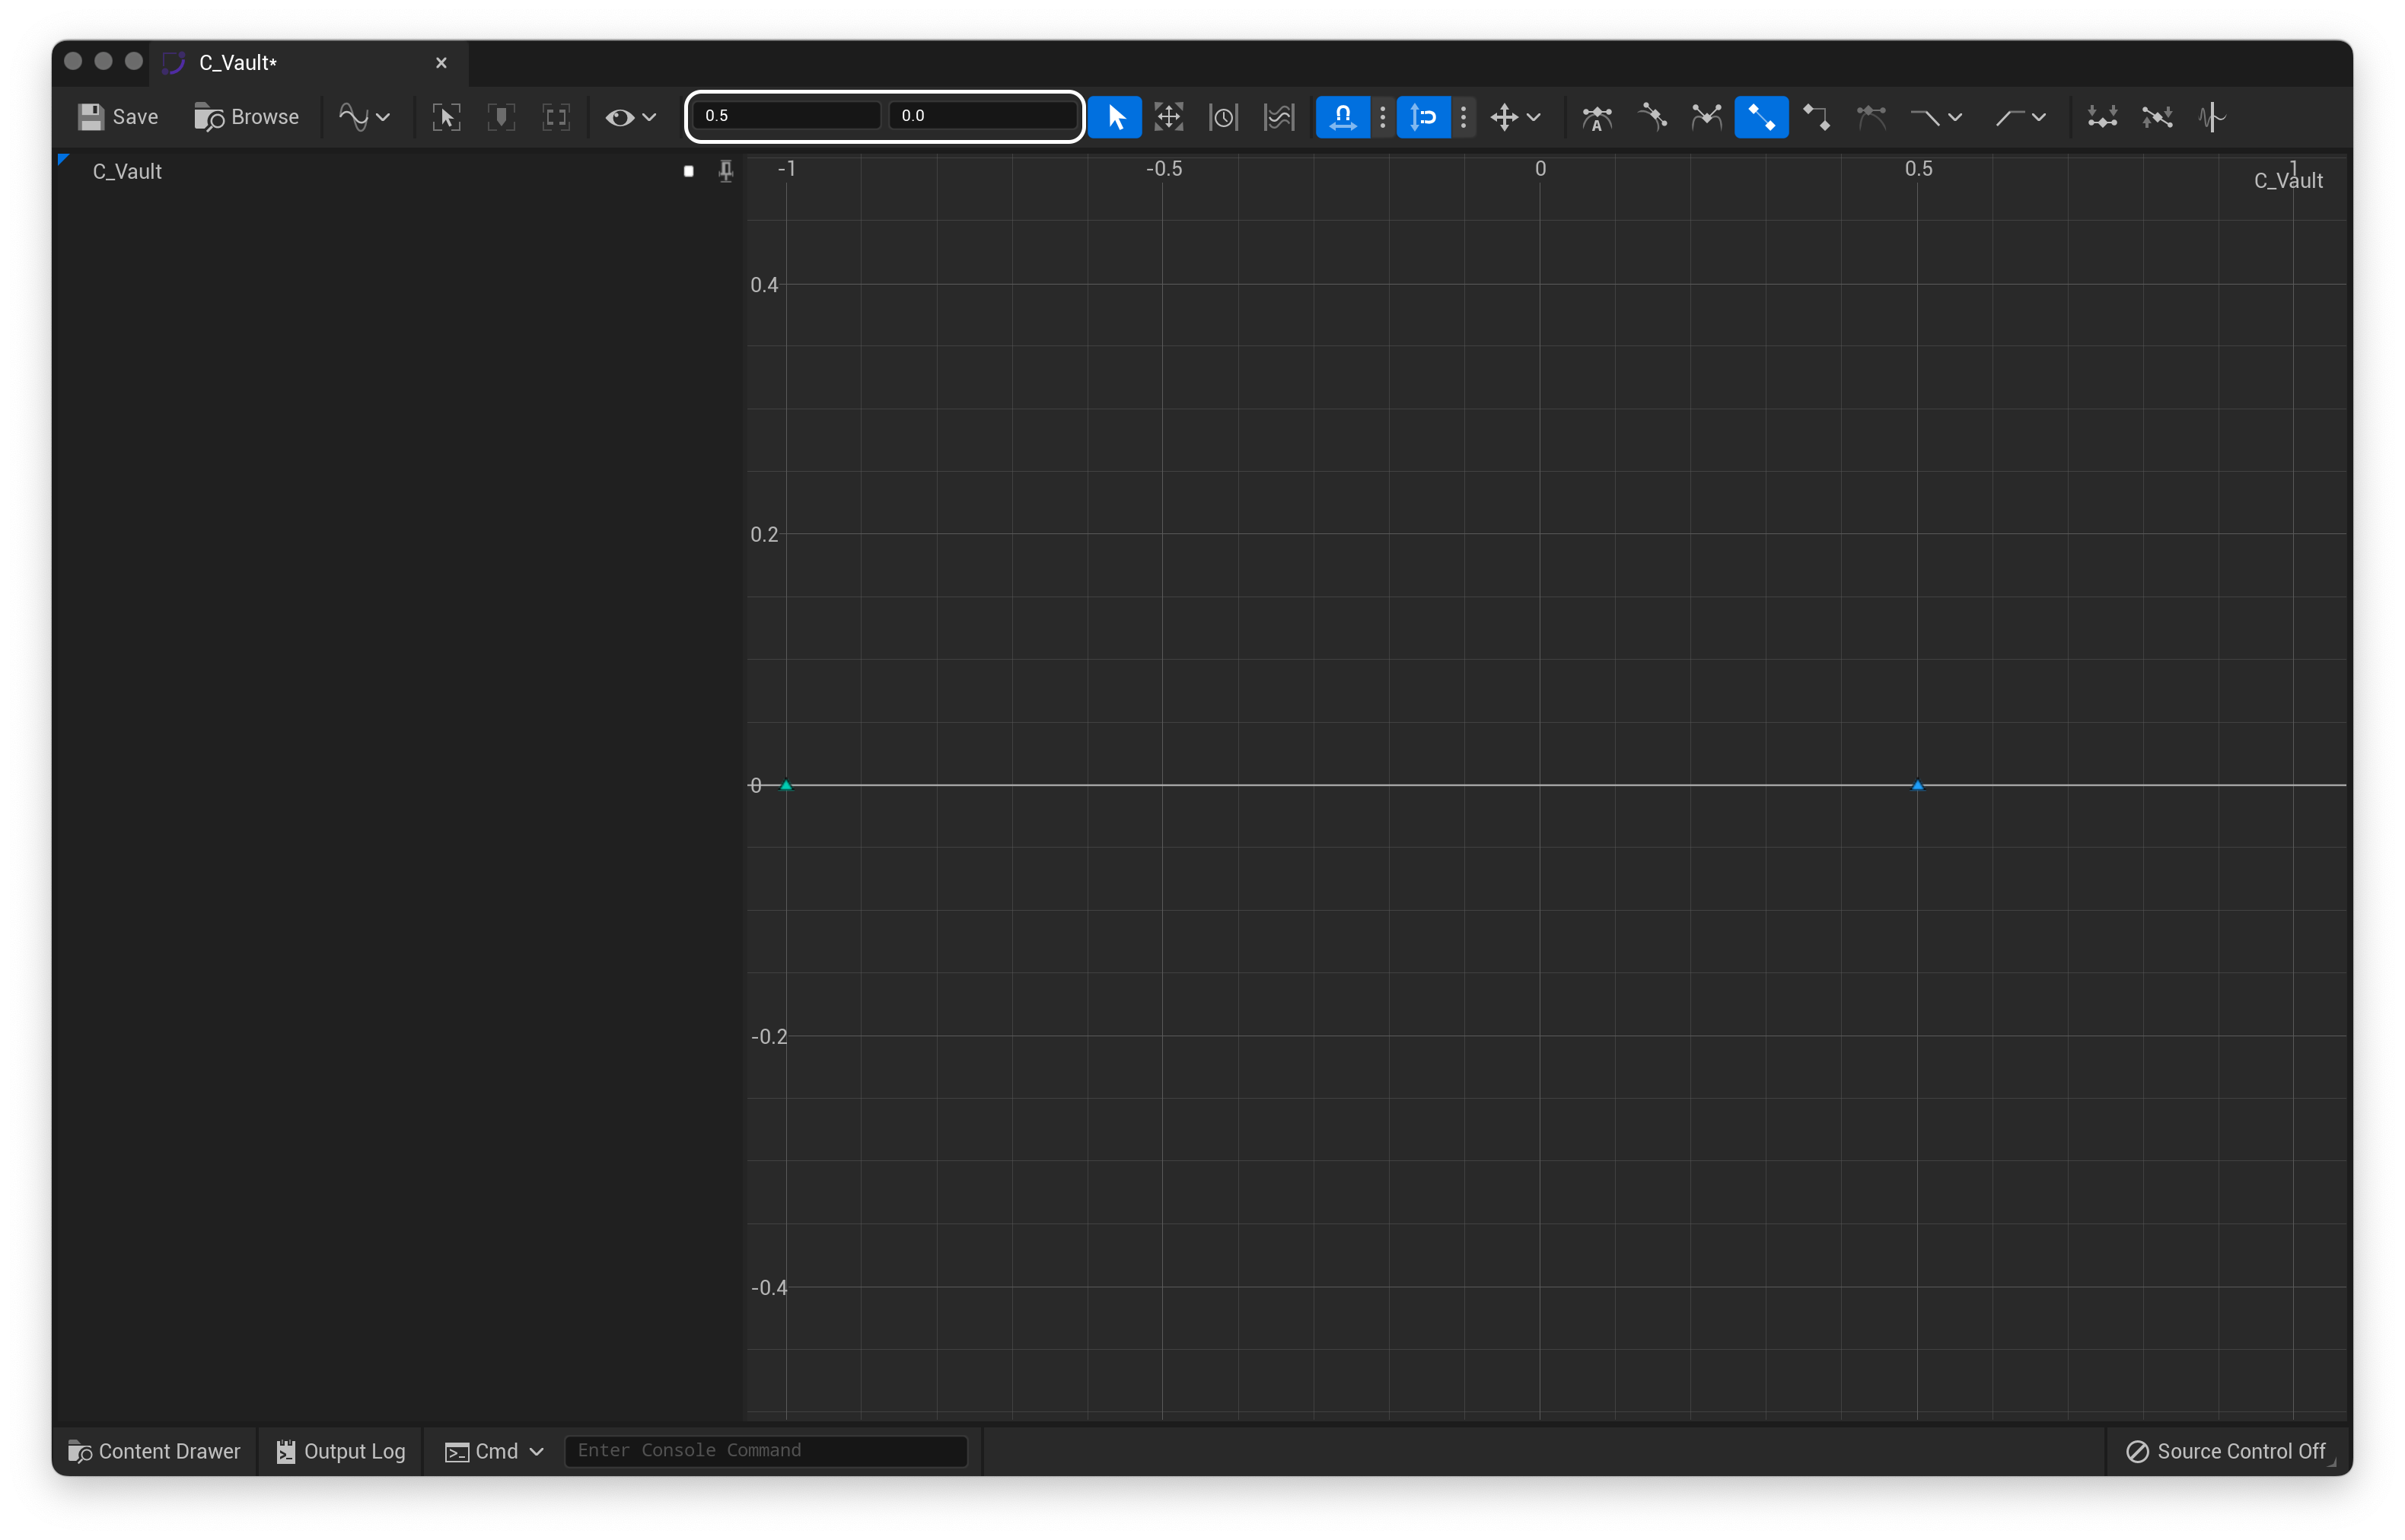 C_Vault*
Save
Browse
0.5
0.0
A
C_Vault
-1
-0.5
0
0.5
1
C_Vault
0.4
0.2
0
-0.2
-0.4
Content Drawer
Output Log
Cmd
Enter Console Command
Source Control Off